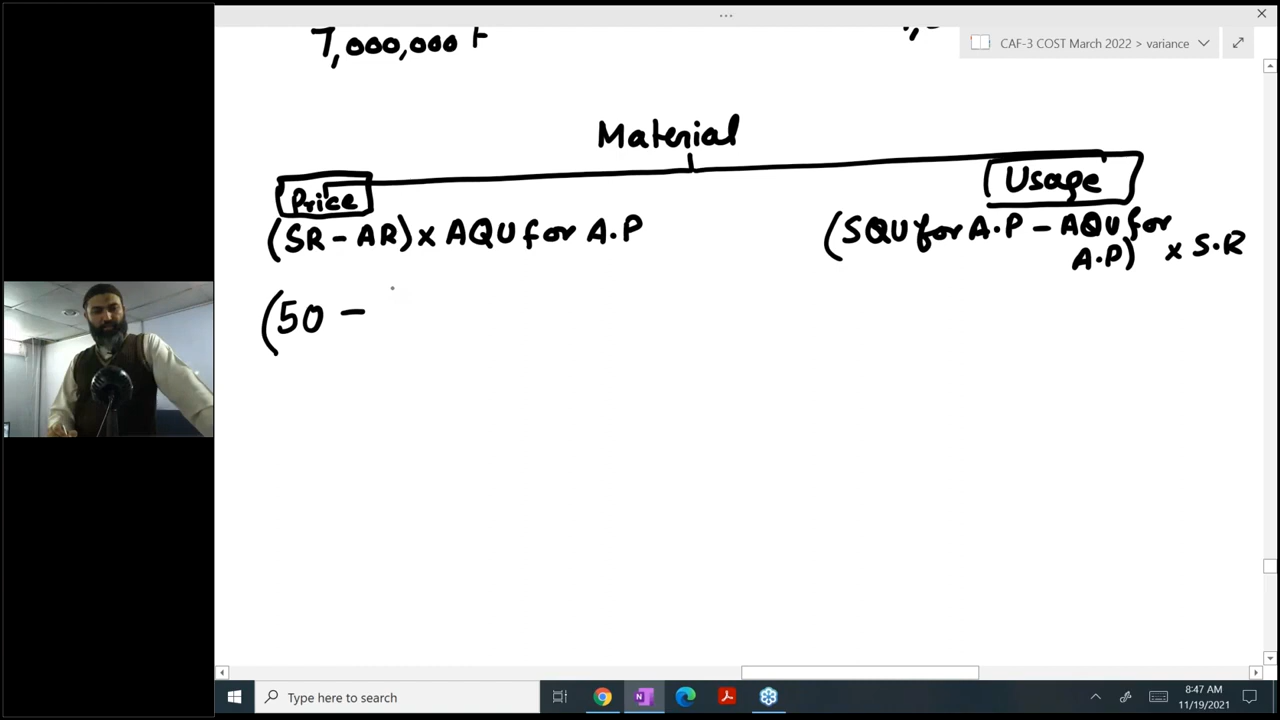 7,000,000 F
CAF-3 COST March 2022 > variance
Material
Price
Usage
(SR - AR) x AQU for A.P
(SQU for A.P - AQU for
A.P) x S.R
(50 -
Type here to search
8:47 AM
11/19/2021